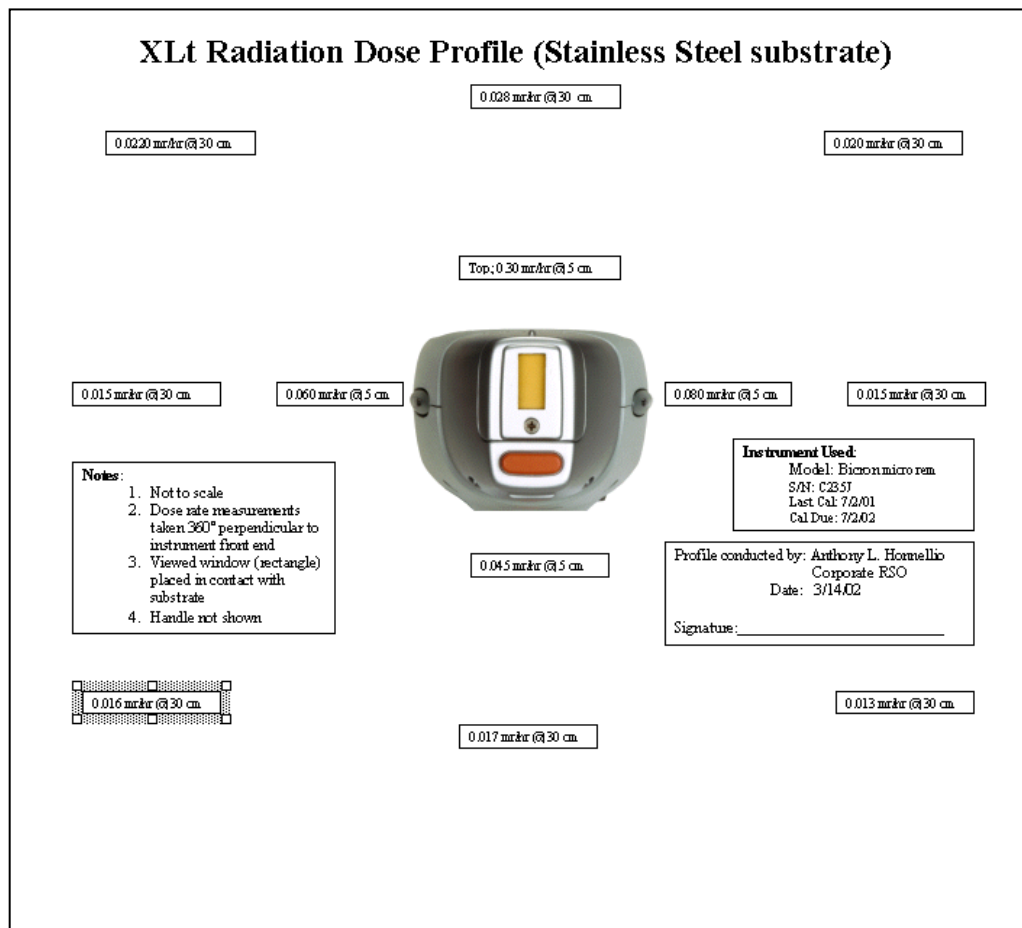 XLt Radiation Dose Profile (Stainless Steel substrate)
0.028 mr/hr @ 30 cm
0.0220 mr/hr @ 30 cm
0.020 mr/hr @ 30 cm
Top; 0.30 mr/hr @ 5 cm
0.015 mr/hr @ 30 cm
0.060 mr/hr @ 5 cm
0.080 mr/hr @ 5 cm
0.015 mr/hr @ 30 cm
Notes:
1. Not to scale
2. Dose rate measurements
taken 360° perpendicular to
instrument front end
3. Viewed window (rectangle)
placed in contact with
substrate
4. Handle not shown
Instrument Used:
Model: Bicron micro rem
S/N: C235J
Last Cal: 7/2/01
Cal Due: 7/2/02
0.045 mr/hr @ 5 cm
Profile conducted by: Anthony L. Honnellio
Corporate RSO
Date: 3/14/02
Signature:
0.016 mr/hr @ 30 cm
0.013 mr/hr @ 30 cm
0.017 mr/hr @ 30 cm